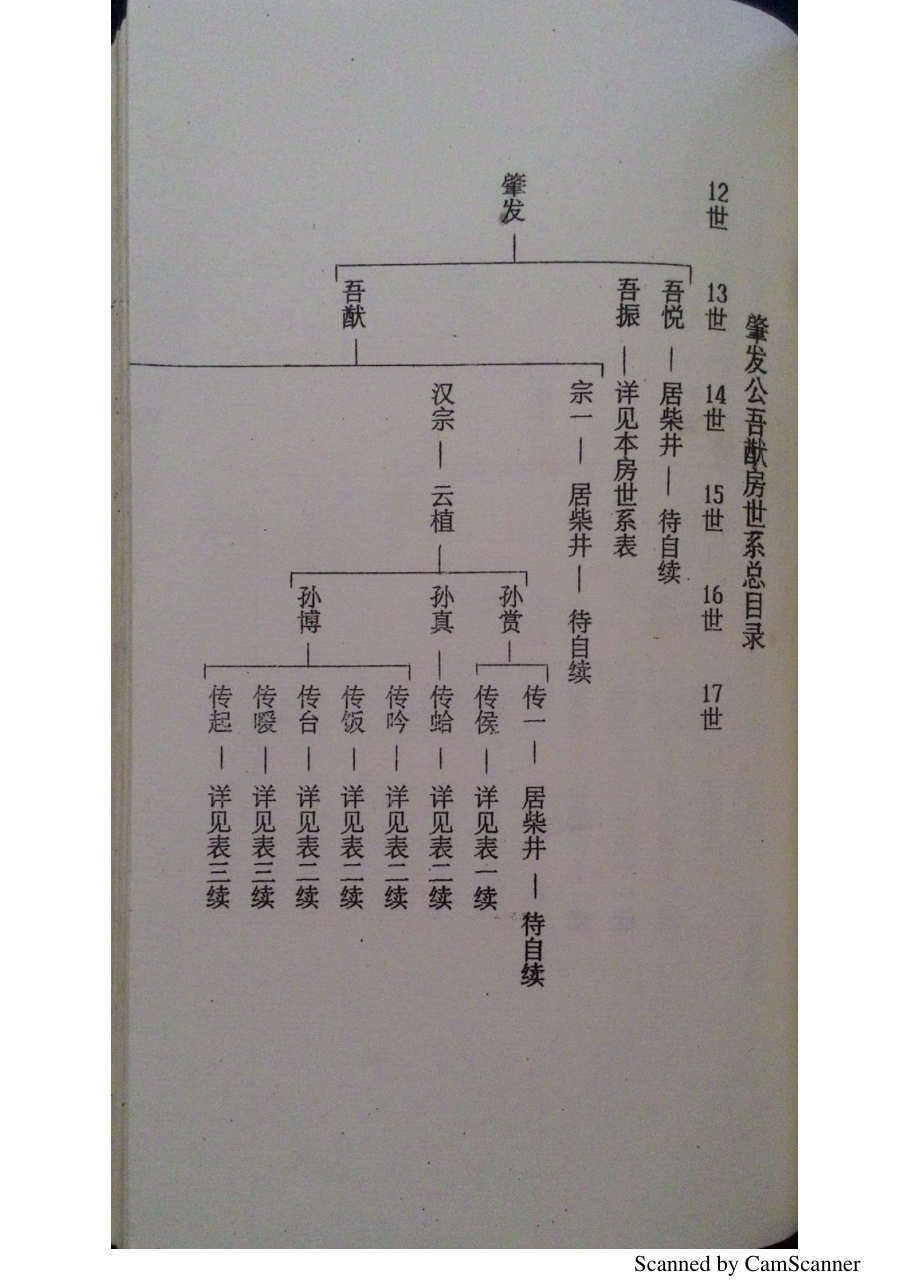 肇发公吾猷房世系总目录
12世
13世
14世
15世
16世
17世
肇发
吾悦
居柴井
待自续
吾振
详见本房世系表
吾猷
宗一
居柴井
待自续
汉宗
云植
孙赏
传一
居柴井
待自续
传侯
详见表一续
孙真
传蛤
详见表二续
孙博
传吟
详见表二续
传饭
详见表二续
传台
详见表二续
传嗳
详见表三续
传起
详见表三续
Scanned by CamScanner